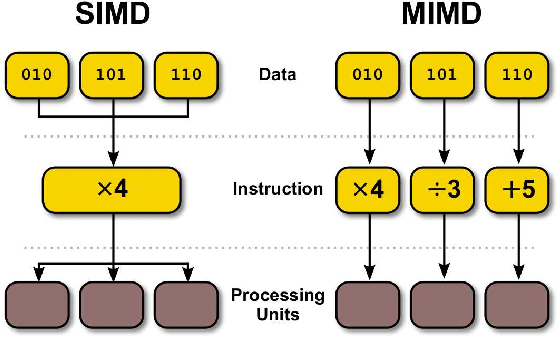 SIMD MIMD
010 101 110 Data 010 101 110
×4 Instruction ×4 ÷3 +5
Processing
Units